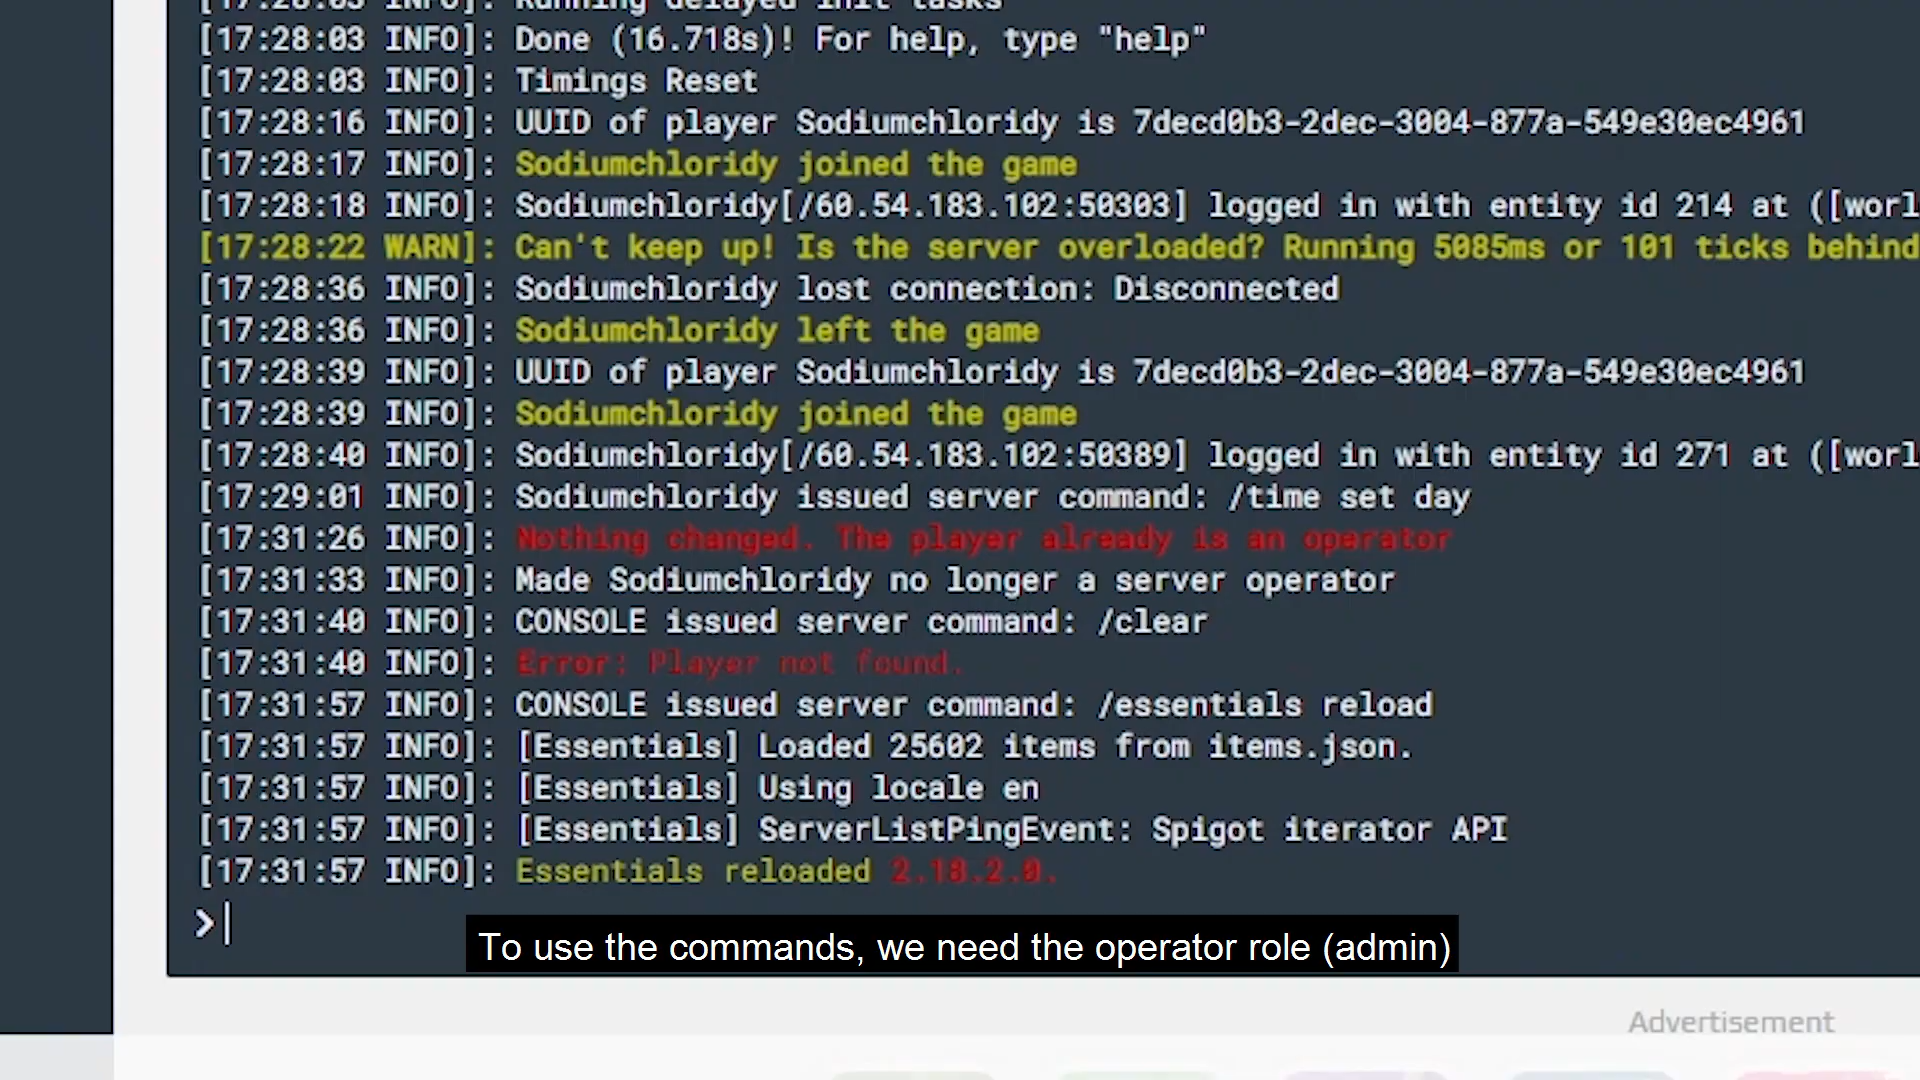 [17:28:03 INFO]: Running delayed init tasks
[17:28:03 INFO]: Done (16.718s)! For help, type "help"
[17:28:03 INFO]: Timings Reset
[17:28:16 INFO]: UUID of player Sodiumchloridy is 7decd0b3-2dec-3004-877a-549e30ec4961
[17:28:17 INFO]: Sodiumchloridy joined the game
[17:28:18 INFO]: Sodiumchloridy[/60.54.183.102:50303] logged in with entity id 214 at ([worl
[17:28:22 WARN]: Can't keep up! Is the server overloaded? Running 5085ms or 101 ticks behind
[17:28:36 INFO]: Sodiumchloridy lost connection: Disconnected
[17:28:36 INFO]: Sodiumchloridy left the game
[17:28:39 INFO]: UUID of player Sodiumchloridy is 7decd0b3-2dec-3004-877a-549e30ec4961
[17:28:39 INFO]: Sodiumchloridy joined the game
[17:28:40 INFO]: Sodiumchloridy[/60.54.183.102:50389] logged in with entity id 271 at ([worl
[17:29:01 INFO]: Sodiumchloridy issued server command: /time set day
[17:31:26 INFO]: Nothing changed. The player already is an operator
[17:31:33 INFO]: Made Sodiumchloridy no longer a server operator
[17:31:40 INFO]: CONSOLE issued server command: /clear
[17:31:40 INFO]: Error: Player not found.
[17:31:57 INFO]: CONSOLE issued server command: /essentials reload
[17:31:57 INFO]: [Essentials] Loaded 25602 items from items.json.
[17:31:57 INFO]: [Essentials] Using locale en
[17:31:57 INFO]: [Essentials] ServerListPingEvent: Spigot iterator API
[17:31:57 INFO]: Essentials reloaded 2.18.2.0.
>
To use the commands, we need the operator role (admin)
Advertisement